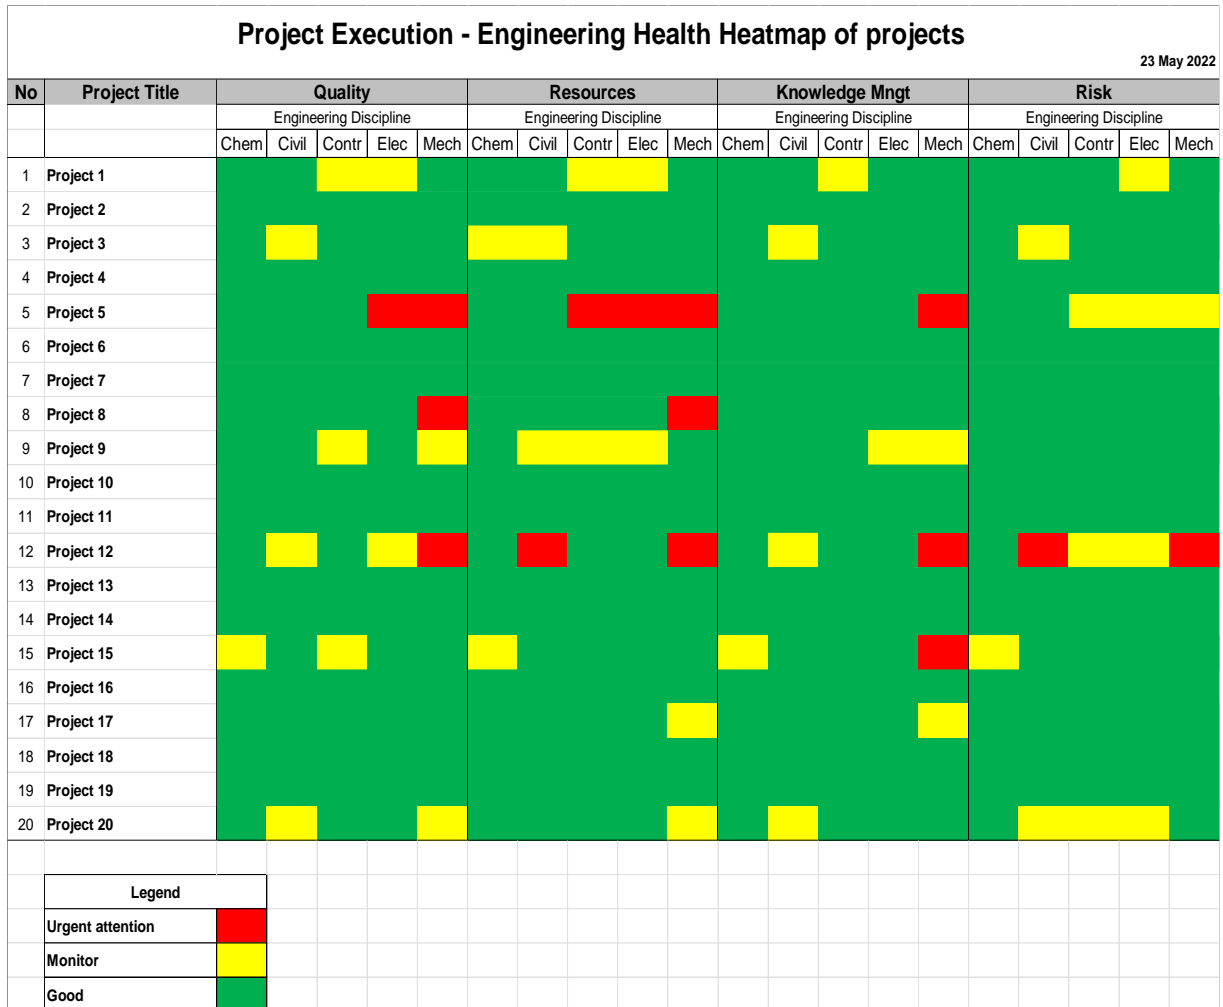 Project Execution - Engineering Health Heatmap of projects
23 May 2022
No Project Title Quality Resources Knowledge Mngt Risk
Engineering Discipline Engineering Discipline Engineering Discipline Engineering Discipline
Chem Civil Contr Elec Mech Chem Civil Contr Elec Mech Chem Civil Contr Elec Mech Chem Civil Contr Elec Mech
1 Project 1
2 Project 2
3 Project 3
4 Project 4
5 Project 5
6 Project 6
7 Project 7
8 Project 8
9 Project 9
10 Project 10
11 Project 11
12 Project 12
13 Project 13
14 Project 14
15 Project 15
16 Project 16
17 Project 17
18 Project 18
19 Project 19
20 Project 20
Legend
Urgent attention
Monitor
Good